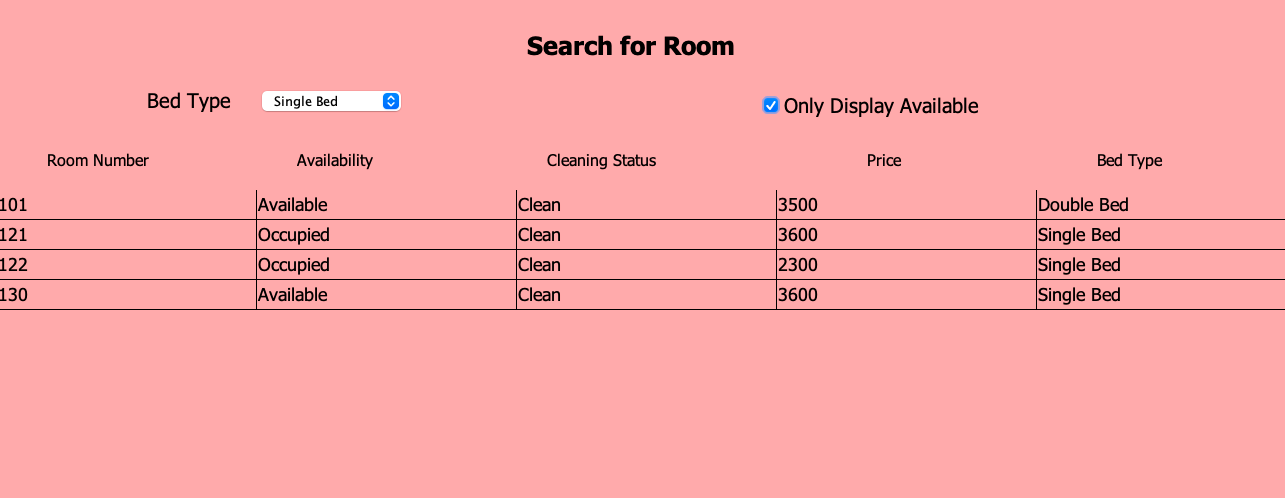 Search for Room
Bed Type Single Bed Only Display Available
Room Number Availability Cleaning Status Price Bed Type
101 Available Clean 3500 Double Bed
121 Occupied Clean 3600 Single Bed
122 Occupied Clean 2300 Single Bed
130 Available Clean 3600 Single Bed